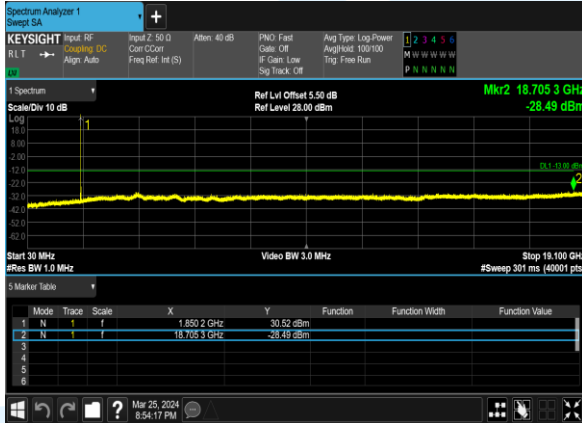 Spectrum Analyzer 1
Swept SA
+
KEYSIGHT Input: RF Input Z: 50 Ω Atten: 40 dB PNO: Fast Avg Type: Log-Power 1 2 3 4 5 6
RLT Coupling: DC Corr CCorr Gate: Off Avg|Hold: 100/100 M W W W W W
Align: Auto Freq Ref: Int (S) IF Gain: Low Trig: Free Run
Sig Track: Off P N N N N N
LW
1 Spectrum Ref Lvl Offset 5.50 dB Mkr2 18.705 3 GHz
Scale/Div 10 dB Ref Level 28.00 dBm -28.49 dBm
Log
18.0
8.00
-2.00
-12.0
-22.0
-32.0
-42.0
-52.0
-62.0
1
DL1 -13.00 dBm
2
Start 30 MHz Video BW 3.0 MHz Stop 19.100 GHz
#Res BW 1.0 MHz #Sweep 301 ms (40001 pts)
5 Marker Table
Mode Trace Scale X Y Function Function Width Function Value
1 N 1 f 1.850 2 GHz 30.52 dBm
2 N 1 f 18.705 3 GHz -28.49 dBm
3
4
5
6
? Mar 25, 2024
8:54:17 PM